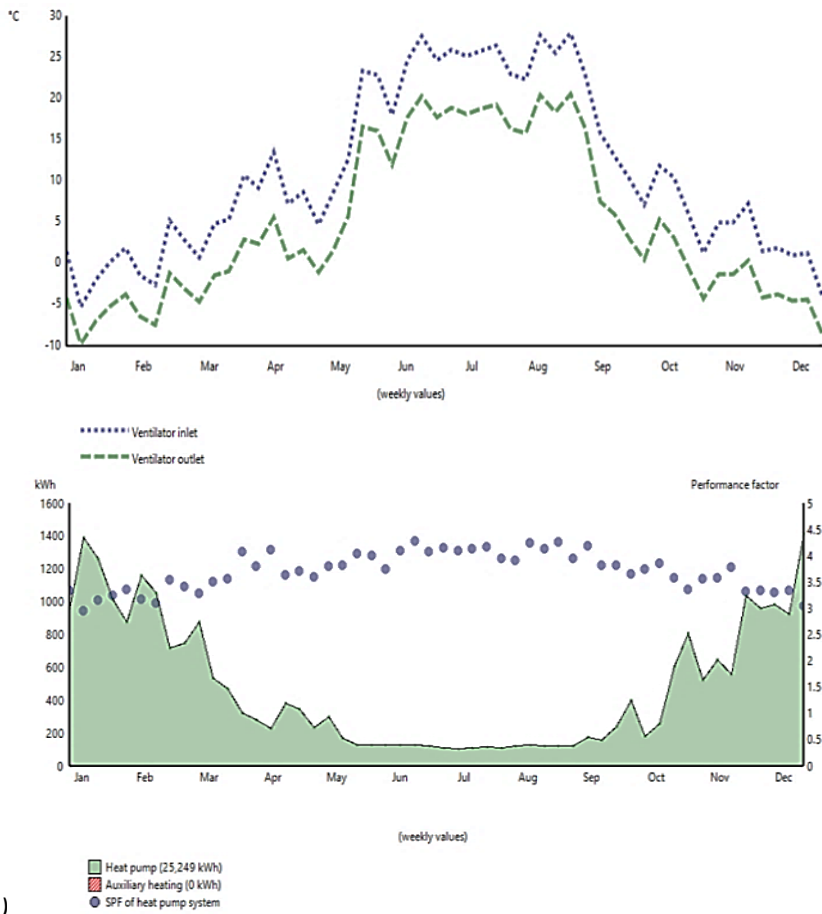 °C
30
25
20
15
10
5
0
-5
-10
Jan Feb Mar Apr May Jun Jul Aug Sep Oct Nov Dec
(weekly values)
Ventilator inlet
Ventilator outlet
kWh Performance factor
1600 5
1400 4.5
1200 4
1000 3.5
800 3
600 2.5
400 2
200 1.5
0 1
0.5
0
Jan Feb Mar Apr May Jun Jul Aug Sep Oct Nov Dec
(weekly values)
Heat pump (25,249 kWh)
Auxiliary heating (0 kWh)
) SPF of heat pump system